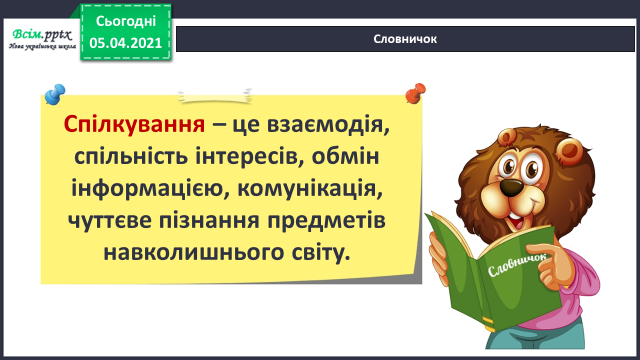 Всім.pptx
Нова українська школа
Сьогодні
05.04.2021
Словничок
Спілкування – це взаємодія,
спільність інтересів, обмін
інформацією, комунікація,
чуттєве пізнання предметів
навколишнього світу.
Словничок